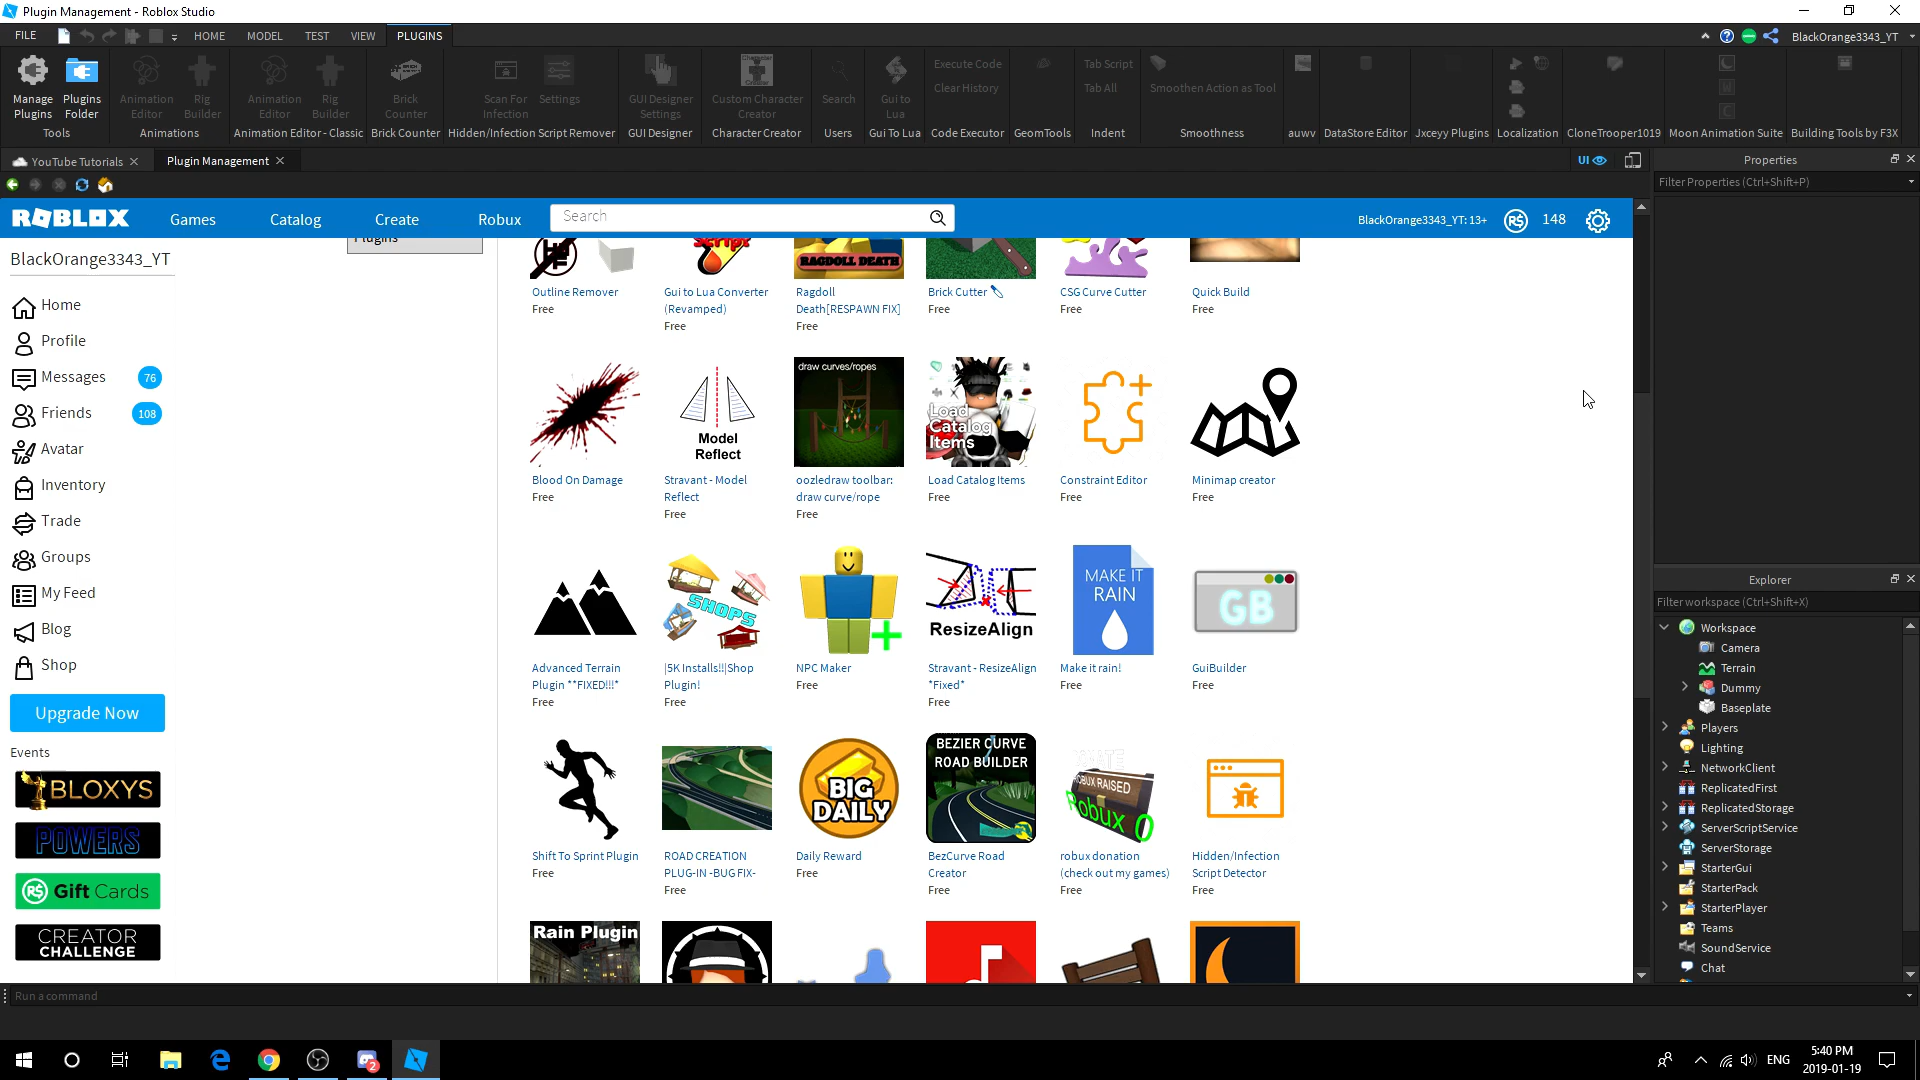 Plugin Management - Roblox Studio
FILE
HOME
MODEL
TEST
VIEW
PLUGINS
BlackOrange3343_YT
Manage Plugins
Plugins Folder
Animation Editor
Rig Builder
Animation Editor
Rig Builder
Brick Counter
Scan For Infection
Settings
GUI Designer Settings
Custom Character Creator
Search
Gui to Lua
Execute Code
Clear History
Tab Script
Tab All
Smoothen Action as Tool
Tools
Animations
Animation Editor - Classic
Brick Counter
Hidden/Infection Script Remover
GUI Designer
Character Creator
Users
Gui To Lua
Code Executor
GeomTools
Indent
Smoothness
auwv
DataStore Editor
Jxceyy Plugins
Localization
CloneTrooper1019
Moon Animation Suite
Building Tools by F3X
YouTube Tutorials
Plugin Management
UI
Properties
Filter Properties (Ctrl+Shift+P)
ROBLOX
Games
Catalog
Create
Robux
Search
BlackOrange3343_YT: 13+
148
BlackOrange3343_YT
Home
Profile
Messages
76
Friends
108
Avatar
Inventory
Trade
Groups
My Feed
Blog
Shop
Upgrade Now
Events
BLOXYS
POWERS
Gift Cards
CREATOR
CHALLENGE
Plugins
Script
RAGDOLL DEATH
Outline Remover
Free
Gui to Lua Converter
(Revamped)
Free
Ragdoll
Death[RESPAWN FIX]
Free
Brick Cutter
Free
CSG Curve Cutter
Free
Quick Build
Free
Model
Reflect
draw curves/ropes
Load
Catalog
Items
Blood On Damage
Free
Stravant - Model
Reflect
Free
oozledraw toolbar:
draw curve/rope
Free
Load Catalog Items
Free
Constraint Editor
Free
Minimap creator
Free
SHOPS
ResizeAlign
MAKE IT
RAIN
GB
Advanced Terrain
Plugin **FIXED!!!*
Free
|5K Installs!!|Shop
Plugin!
Free
NPC Maker
Free
Stravant - ResizeAlign
*Fixed*
Free
Make it rain!
Free
GuiBuilder
Free
BIG
DAILY
BEZIER CURVE
ROAD BUILDER
ROBUX RAISED
Robux 0
Shift To Sprint Plugin
Free
ROAD CREATION
PLUG-IN -BUG FIX-
Free
Daily Reward
Free
BezCurve Road
Creator
Free
robux donation
(check out my games)
Free
Hidden/Infection
Script Detector
Free
Rain Plugin
Explorer
Filter workspace (Ctrl+Shift+X)
Workspace
Camera
Terrain
Dummy
Baseplate
Players
Lighting
NetworkClient
ReplicatedFirst
ReplicatedStorage
ServerScriptService
ServerStorage
StarterGui
StarterPack
StarterPlayer
Teams
SoundService
Chat
Run a command
2
ENG
5:40 PM
2019-01-19